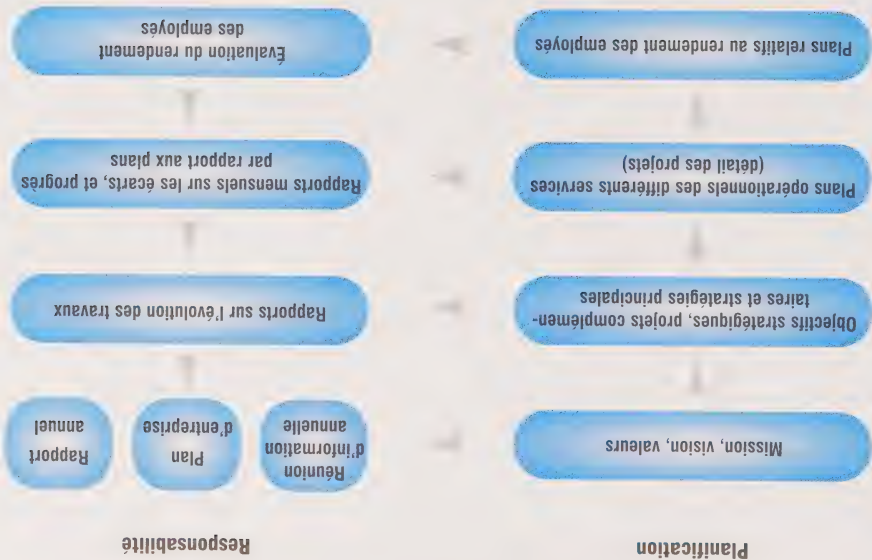 Planification
Mission, vision, valeurs
Objectifs stratégiques, projets complémen-
taires et stratégies principales
Plans opérationnels des différents services
(détail des projets)
Plans relatifs au rendement des employés
Responsabilité
Réunion
d'information
annuelle
Plan
d'entreprise
Rapport
annuel
Rapports sur l'évolution des travaux
Rapports mensuels sur les écarts, et progrès
par rapport aux plans
Évaluation du rendement
des employés